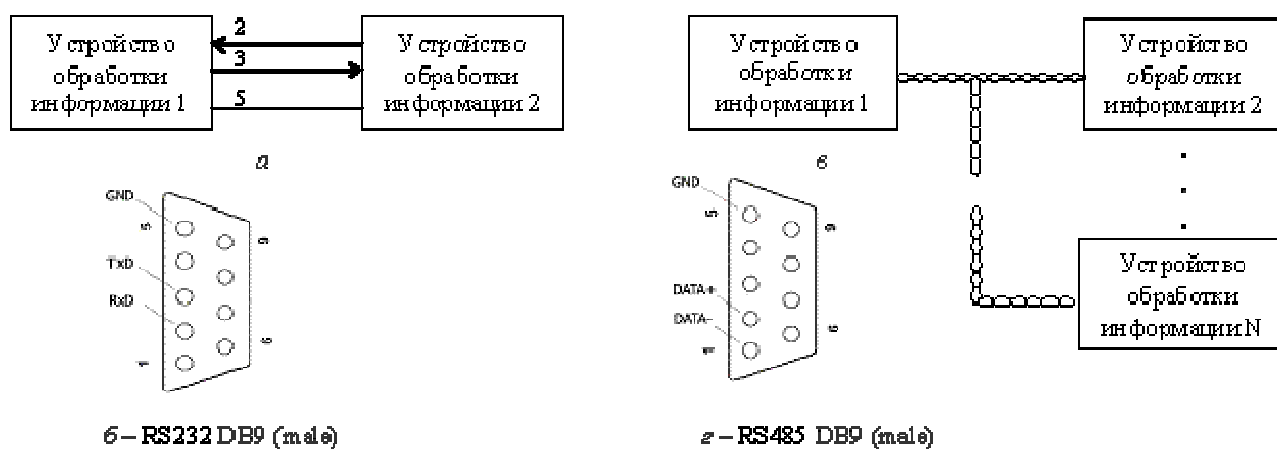 Устройство
обработки
информации 1
2
3
5
Устройство
обработки
информации 2
а
GND
TxD
RxD
5
9
1
6
б – RS232 DB9 (male)
Устройство
обработки
информации 1
Устройство
обработки
информации 2
.
.
.
Устройство
обработки
информации N
в
GND
DATA+
DATA-
5
9
1
6
г – RS485 DB9 (male)